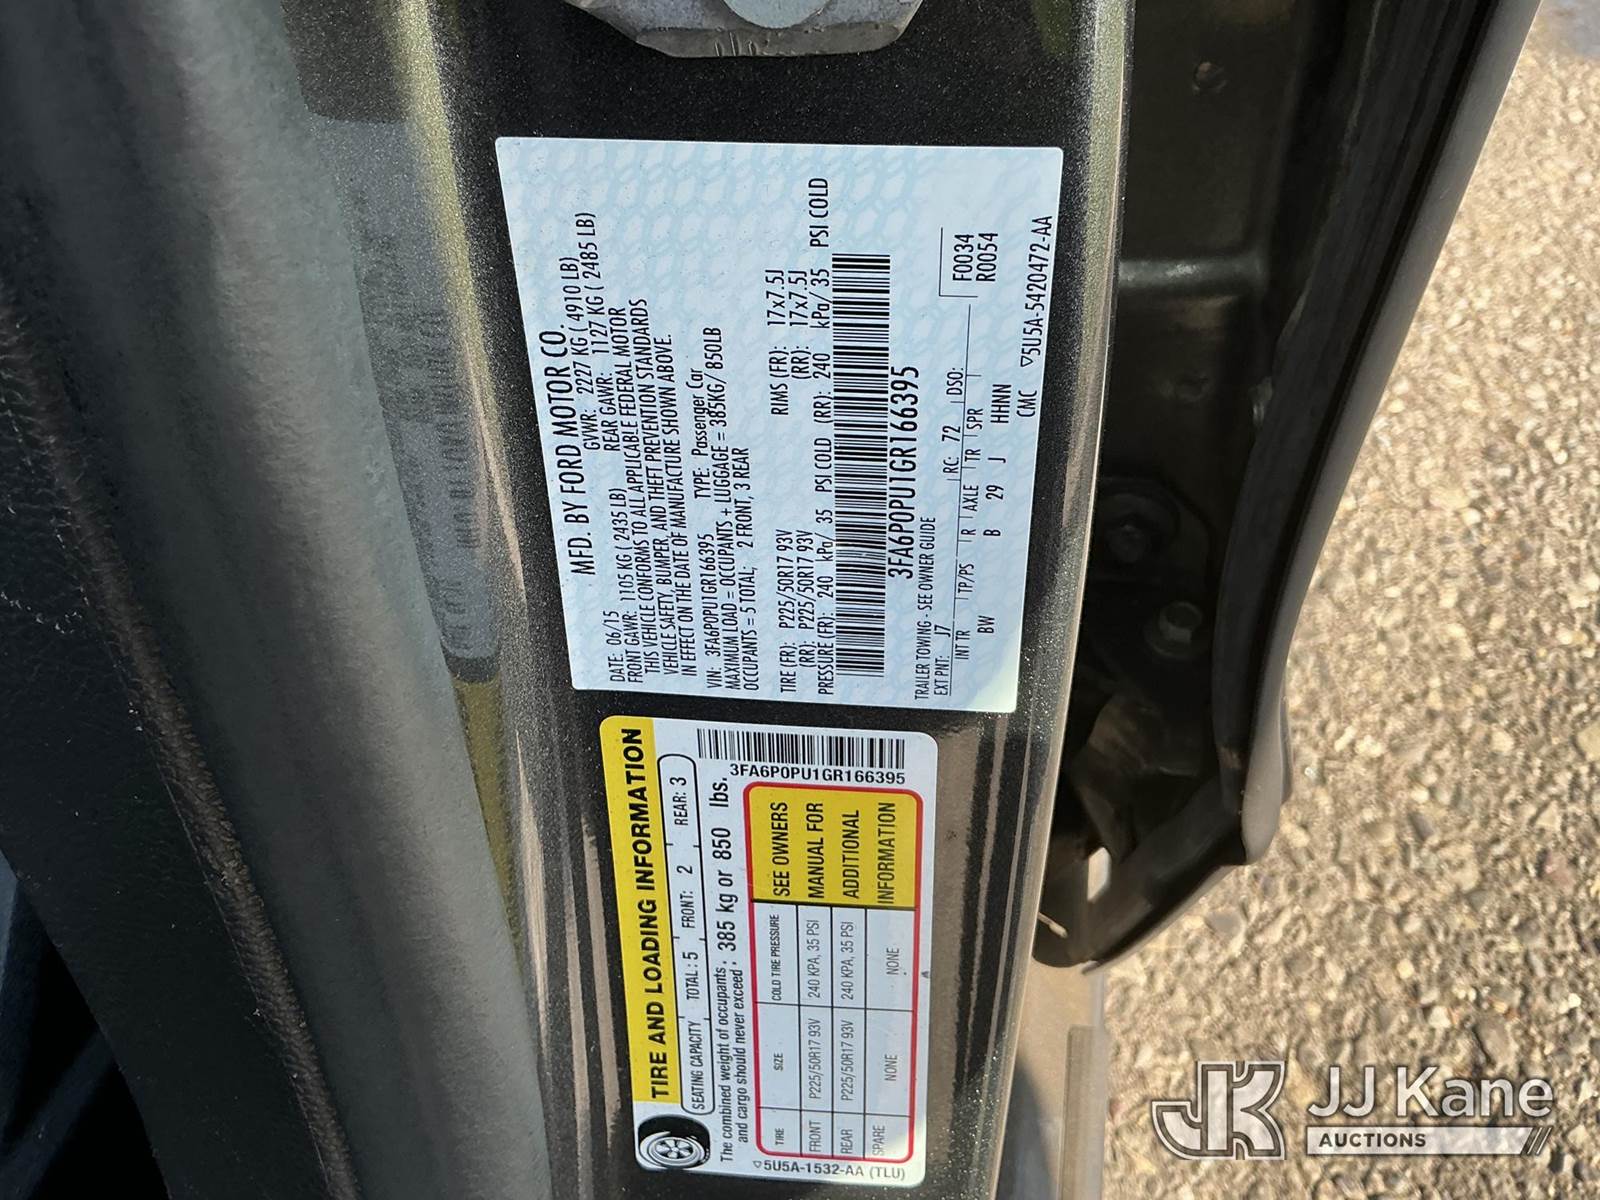 MFD. BY FORD MOTOR CO.
DATE: 06/15 GVWR: 2227 KG ( 4910 LB)
FRONT GAWR: 1105 KG ( 2435 LB) REAR GAWR: 1127 KG ( 2485 LB)
THIS VEHICLE CONFORMS TO ALL APPLICABLE FEDERAL MOTOR
VEHICLE SAFETY, BUMPER, AND THEFT PREVENTION STANDARDS
IN EFFECT ON THE DATE OF MANUFACTURE SHOWN ABOVE.
VIN: 3FA6P0PU1GR166395 TYPE: Passenger Car
MAXIMUM LOAD = OCCUPANTS + LUGGAGE = 385KG/ 850LB
OCCUPANTS = 5 TOTAL; 2 FRONT, 3 REAR
TIRE (FR): P225/50R17 93V RIMS (FR): 17x7.5J
(RR): P225/50R17 93V (RR): 17x7.5J
PRESSURE (FR): 240 kPa/ 35 PSI COLD (RR): 240 kPa/ 35 PSI COLD
3FA6P0PU1GR166395
TRAILER TOWING - SEE OWNER GUIDE
EXT PNT: J7 RC: 72 DSO: F0034
R0054
INT TR TP/PS R AXLE TR SPR
BW B 29 J HHNN
CMC ▽5U5A-5420472-AA
TIRE AND LOADING INFORMATION
SEATING CAPACITY TOTAL: 5 FRONT: 2 REAR: 3
The combined weight of occupants and cargo should never exceed: 385 kg or 850 lbs.
3FA6P0PU1GR166395
TIRE SIZE COLD TIRE PRESSURE
FRONT P225/50R17 93V 240 KPA, 35 PSI
REAR P225/50R17 93V 240 KPA, 35 PSI
SPARE NONE NONE
SEE OWNERS
MANUAL FOR
ADDITIONAL
INFORMATION
▽5U5A-1532-AA (TLU)
JK JJ Kane
AUCTIONS